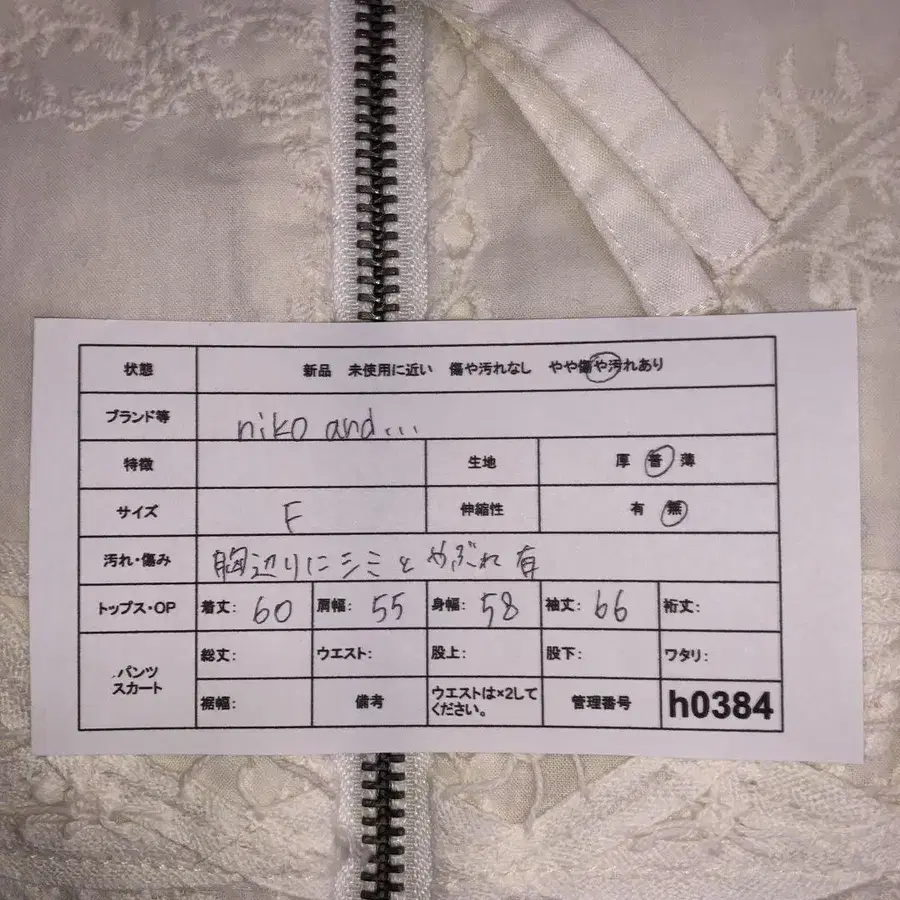 状態 新品 未使用に近い 傷や汚れなし やや傷や汚れあり
ブランド等 niko and...
特徴 生地 厚 普 薄
サイズ F 伸縮性 有 無
汚れ・傷み 胸辺りにシミとやぶれ有
トップス・OP 着丈: 60 肩幅: 55 身幅: 58 袖丈: 66 裄丈:
パンツ 総丈: ウエスト: 股上: 股下: ワタリ:
スカート 裾幅: 備考 ウエストは×2して 管理番号 h0384
ください。